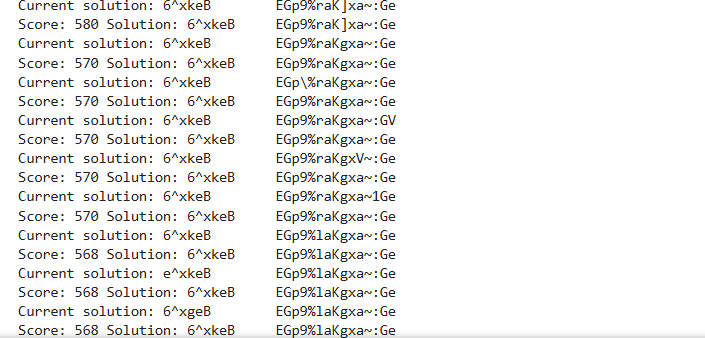 Current solution: 6^xkeB        EGp9%raK]xa~:Ge
Score: 580 Solution: 6^xkeB     EGp9%raK]xa~:Ge
Current solution: 6^xkeB        EGp9%raKgxa~:Ge
Score: 570 Solution: 6^xkeB     EGp9%raKgxa~:Ge
Current solution: 6^xkeB        EGp\%raKgxa~:Ge
Score: 570 Solution: 6^xkeB     EGp9%raKgxa~:Ge
Current solution: 6^xkeB        EGp9%raKgxa~:GV
Score: 570 Solution: 6^xkeB     EGp9%raKgxa~:Ge
Current solution: 6^xkeB        EGp9%raKgxV~:Ge
Score: 570 Solution: 6^xkeB     EGp9%raKgxa~:Ge
Current solution: 6^xkeB        EGp9%raKgxa~1Ge
Score: 570 Solution: 6^xkeB     EGp9%raKgxa~:Ge
Current solution: 6^xkeB        EGp9%laKgxa~:Ge
Score: 568 Solution: 6^xkeB     EGp9%laKgxa~:Ge
Current solution: e^xkeB        EGp9%laKgxa~:Ge
Score: 568 Solution: 6^xkeB     EGp9%laKgxa~:Ge
Current solution: 6^xgeB        EGp9%laKgxa~:Ge
Score: 568 Solution: 6^xkeB     EGp9%laKgxa~:Ge